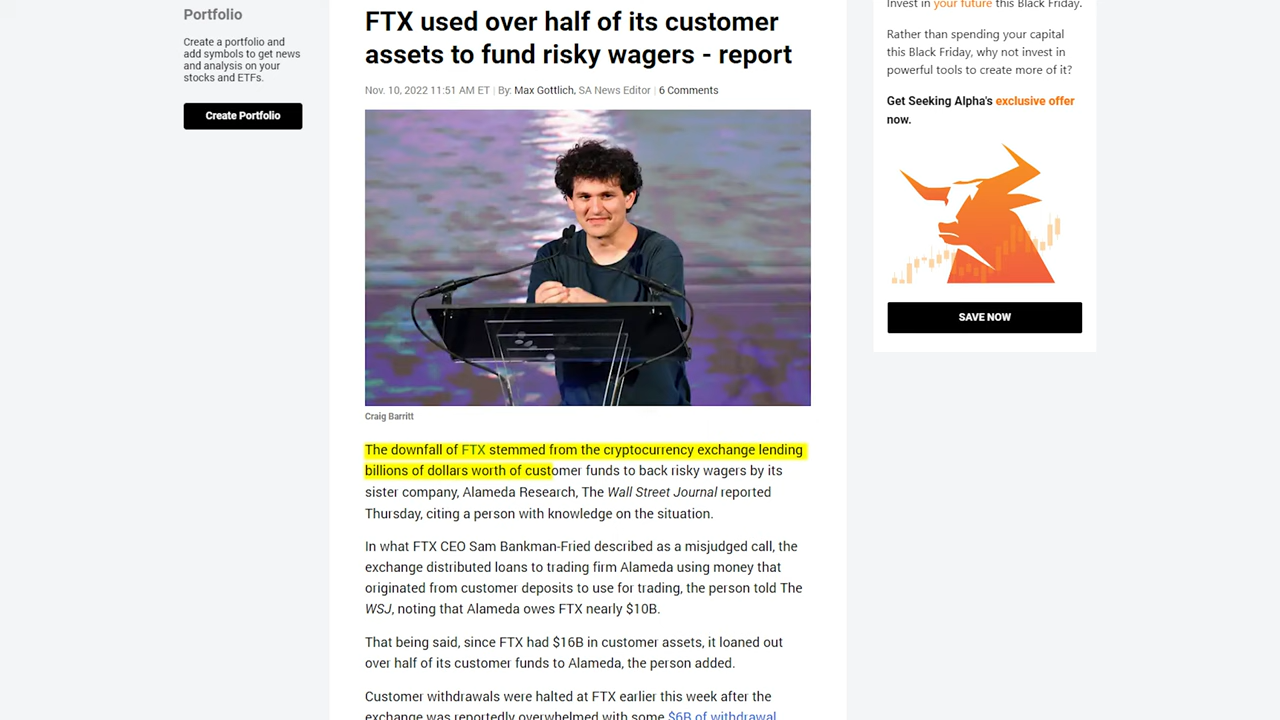 Portfolio
Create a portfolio and
add symbols to get news
and analysis on your
stocks and ETFs.
Create Portfolio
FTX used over half of its customer
assets to fund risky wagers - report
Nov. 10, 2022 11:51 AM ET | By: Max Gottlich, SA News Editor | 6 Comments
Craig Barritt
The downfall of FTX stemmed from the cryptocurrency exchange lending
billions of dollars worth of customer funds to back risky wagers by its
sister company, Alameda Research, The Wall Street Journal reported
Thursday, citing a person with knowledge on the situation.
In what FTX CEO Sam Bankman-Fried described as a misjudged call, the
exchange distributed loans to trading firm Alameda using money that
originated from customer deposits to use for trading, the person told The
WSJ, noting that Alameda owes FTX nearly $10B.
That being said, since FTX had $16B in customer assets, it loaned out
over half of its customer funds to Alameda, the person added.
Customer withdrawals were halted at FTX earlier this week after the
exchange was reportedly overwhelmed with some $6B of withdrawal
Invest in your future this Black Friday.
Rather than spending your capital
this Black Friday, why not invest in
powerful tools to create more of it?
Get Seeking Alpha's exclusive offer
now.
SAVE NOW